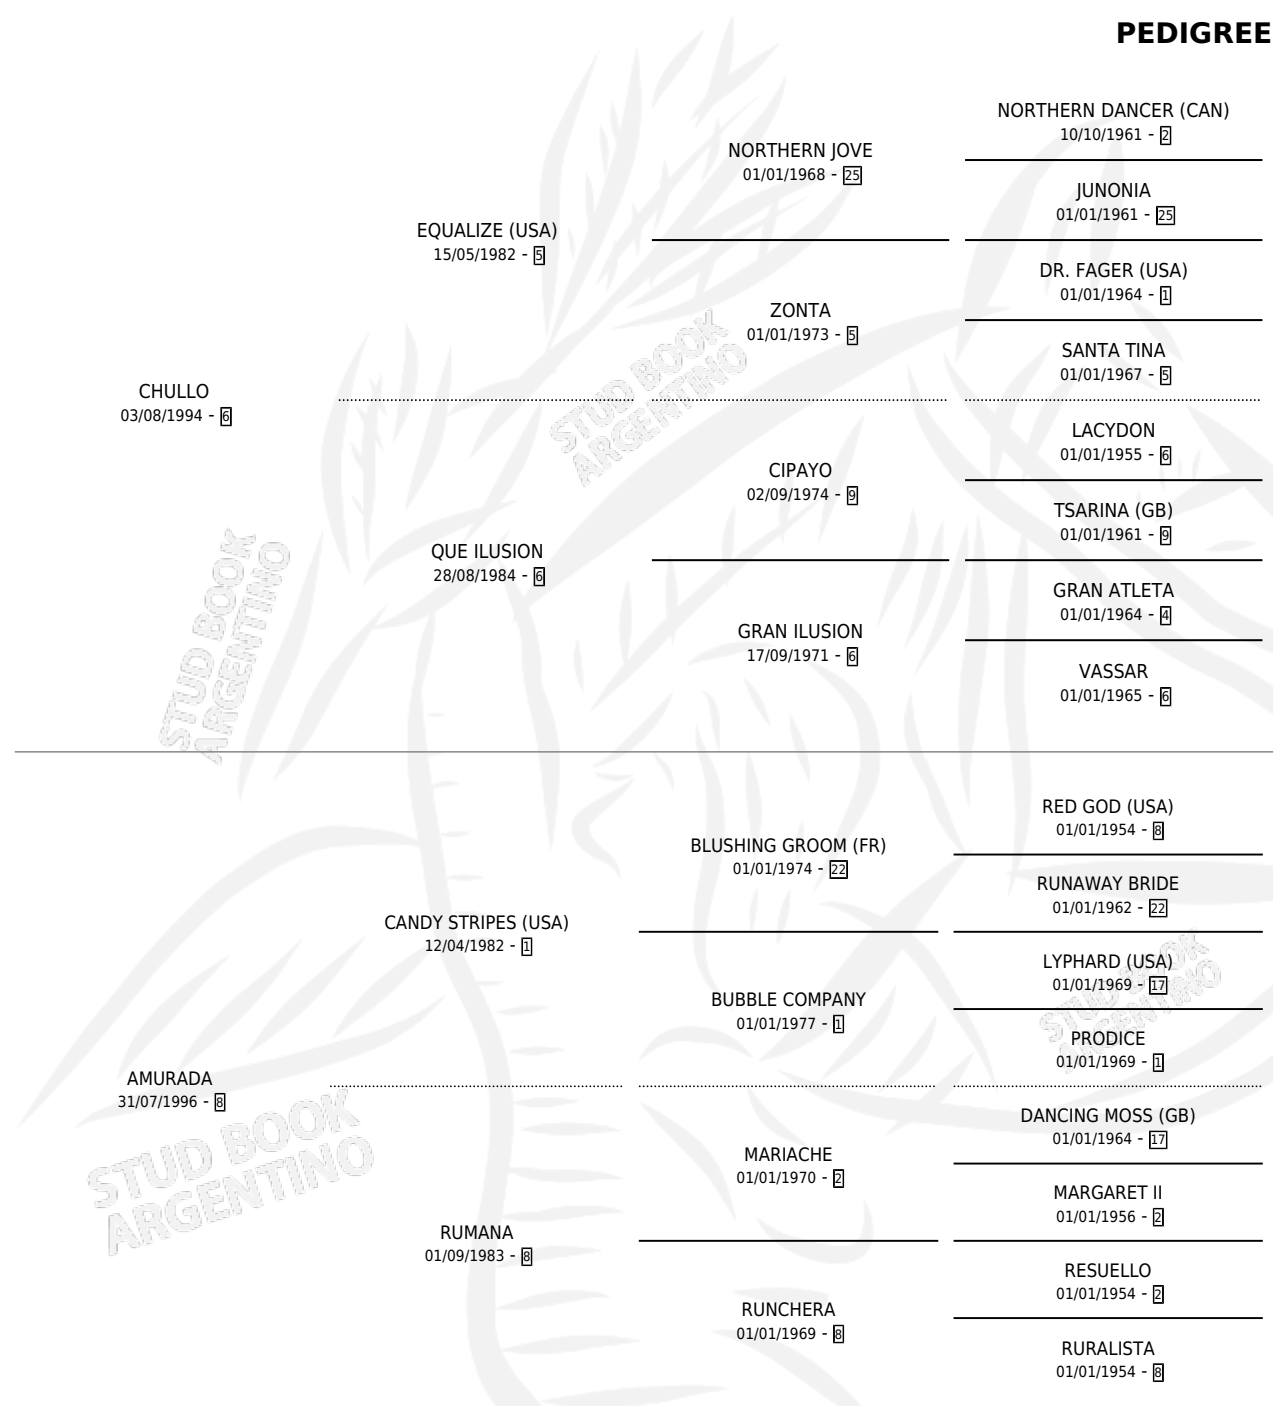 PEDIGREE
NORTHERN DANCER (CAN)
10/10/1961 - 2
NORTHERN JOVE
01/01/1968 - 25
JUNONIA
01/01/1961 - 25
EQUALIZE (USA)
15/05/1982 - 5
DR. FAGER (USA)
01/01/1964 - 1
ZONTA
01/01/1973 - 5
SANTA TINA
01/01/1967 - 5
CHULLO
03/08/1994 - 6
LACYDON
01/01/1955 - 6
CIPAYO
02/09/1974 - 9
TSARINA (GB)
01/01/1961 - 9
QUE ILUSION
28/08/1984 - 6
GRAN ATLETA
01/01/1964 - 4
GRAN ILUSION
17/09/1971 - 6
VASSAR
01/01/1965 - 6
RED GOD (USA)
01/01/1954 - 8
BLUSHING GROOM (FR)
01/01/1974 - 22
RUNAWAY BRIDE
01/01/1962 - 22
CANDY STRIPES (USA)
12/04/1982 - 1
LYPHARD (USA)
01/01/1969 - 17
BUBBLE COMPANY
01/01/1977 - 1
PRODICE
01/01/1969 - 1
AMURADA
31/07/1996 - 8
DANCING MOSS (GB)
01/01/1964 - 17
MARIACHE
01/01/1970 - 2
MARGARET II
01/01/1956 - 2
RUMANA
01/09/1983 - 8
RESUELLO
01/01/1954 - 2
RUNCHERA
01/01/1969 - 8
RURALISTA
01/01/1954 - 8
STUD BOOK
ARGENTINO
STUD BOOK
ARGENTINO
STUD BOOK
ARGENTINO
STUD BOOK
ARGENTINO